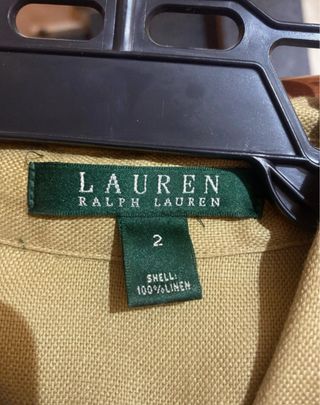 LAUREN
RALPH LAUREN
2
SHELL:
100%LINEN